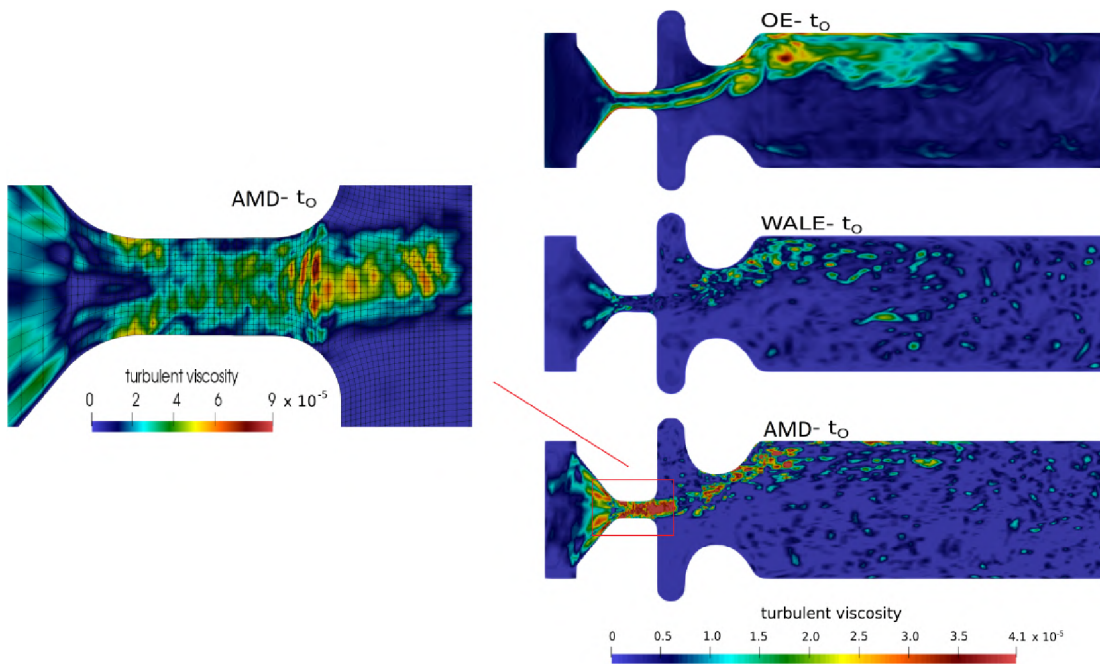 OE- to
AMD- to
turbulent viscosity
0 2 4 6 9 x 10-5
WALE- to
AMD- to
turbulent viscosity
0 0.5 1.0 1.5 2.0 2.5 3.0 3.5 4.1 x 10-5